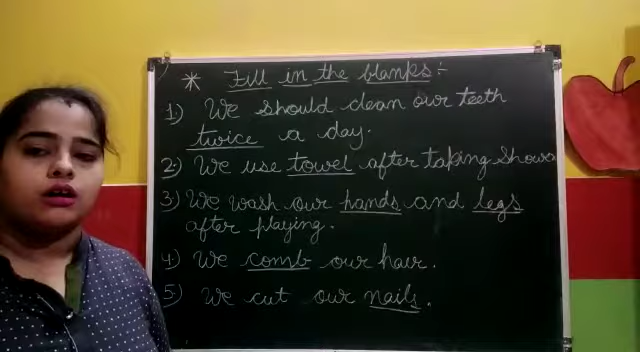 * Fill in the blanks :-
1) We should clean our teeth
twice a day.
2) We use towel after taking Show
3) We wash our hands and legs
after playing.
4) We comb our hair.
5) We cut our nails.